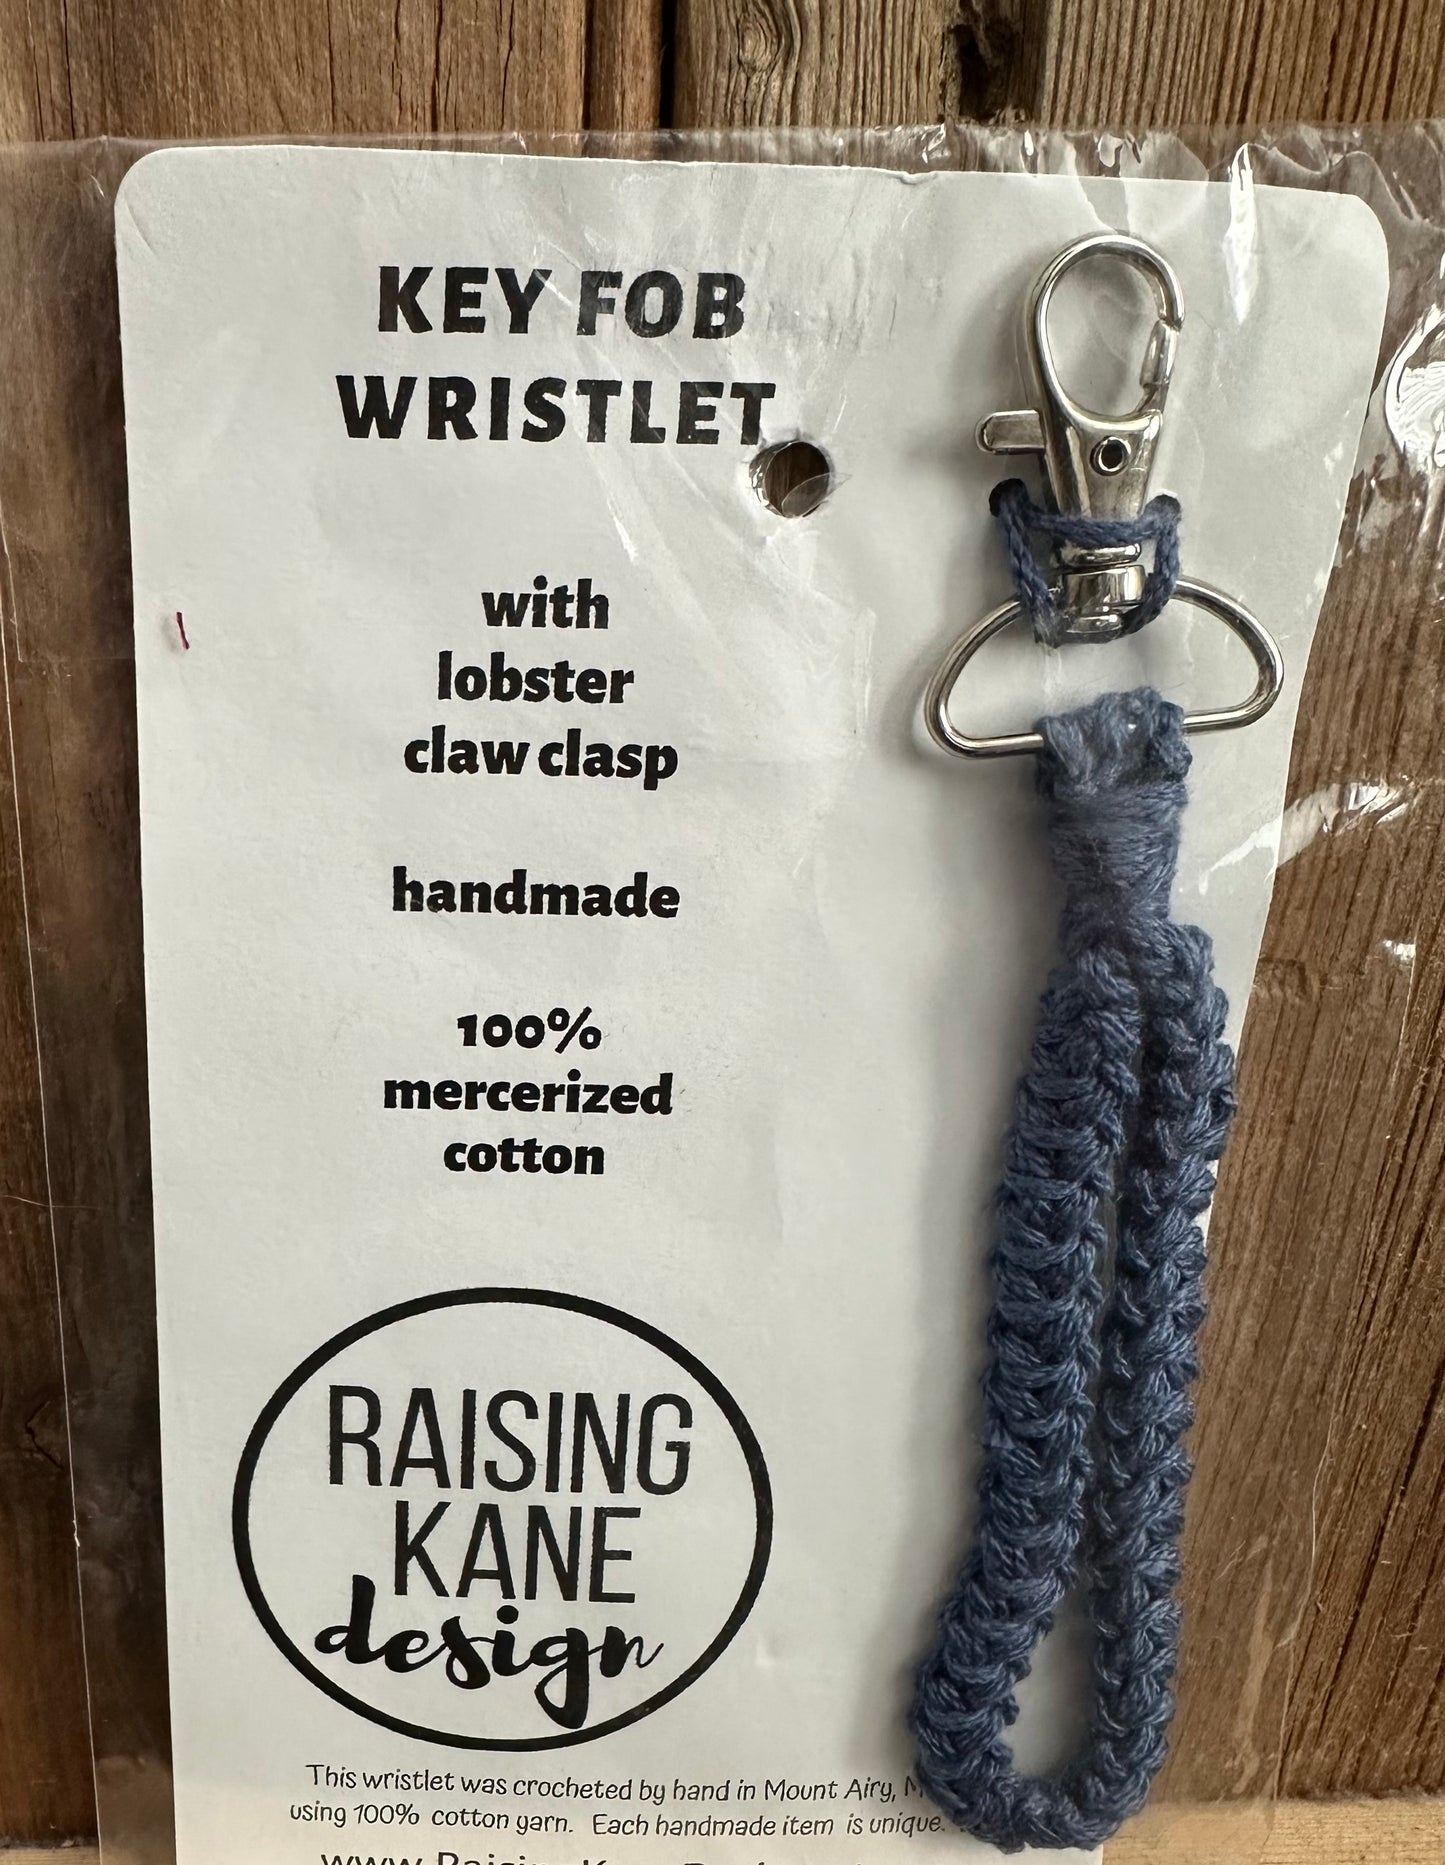 KEY FOB
WRISTLET
with
lobster
claw clasp
handmade
100%
mercerized
cotton
RAISING
KANE
design
This wristlet was crocheted by hand in Mount Airy,
using 100% cotton yarn. Each handmade item is unique.